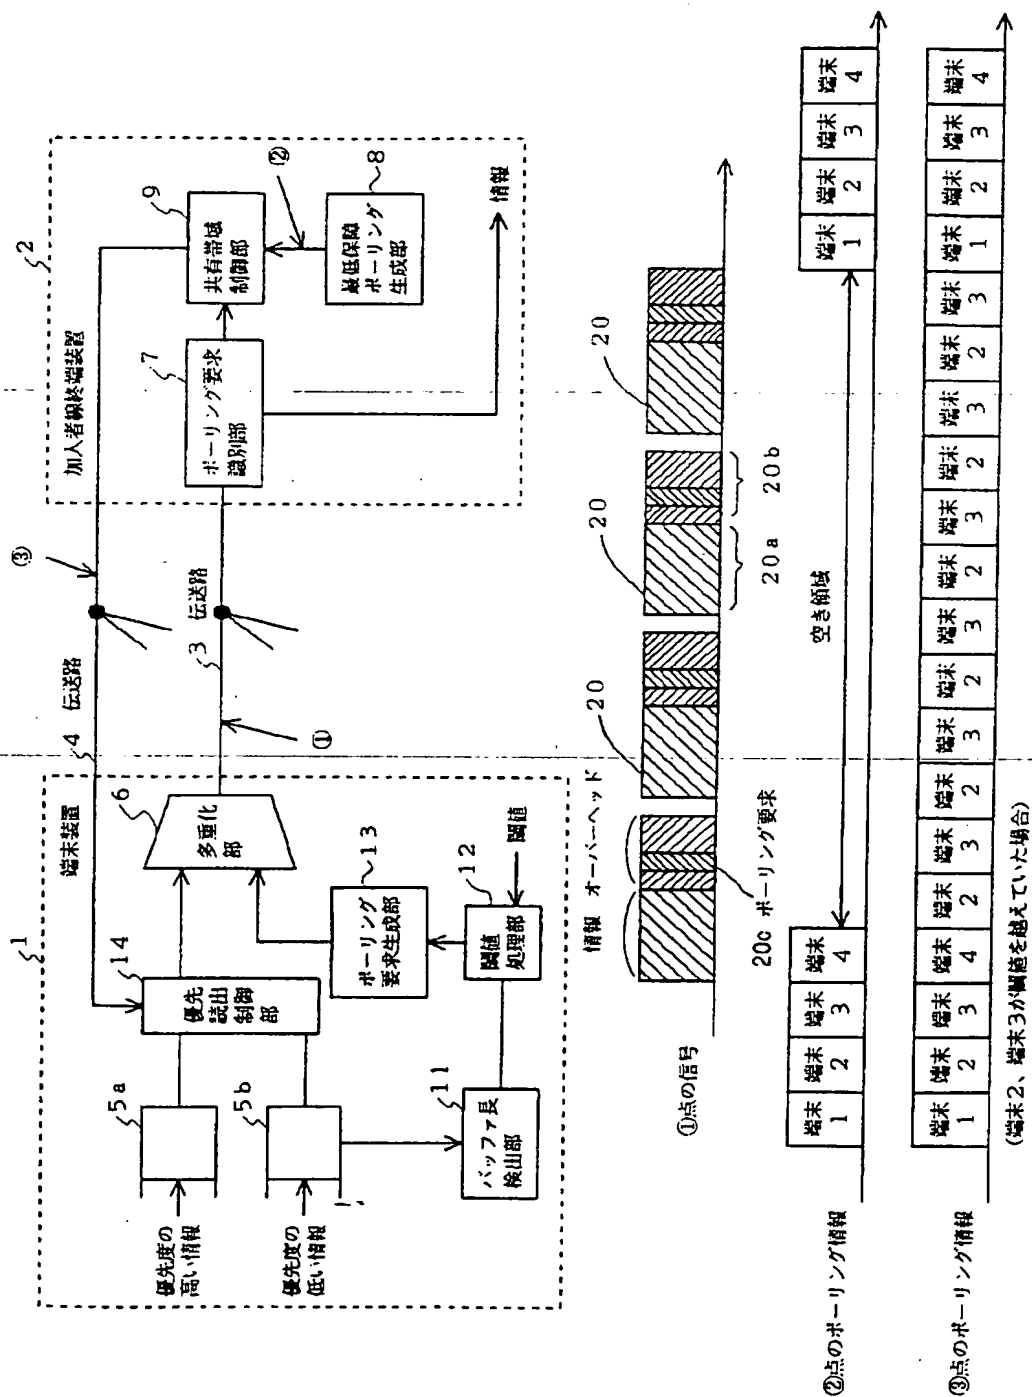 1
端末装置
優先度の
高い情報
5a
優先度の
低い情報
5b
14
優先
読出
制御
部
6
多重化
部
ポーリング
要求生成部
13
11
バッファ長
検出部
12
閾値
処理部
閾値
4
伝送路
③
3
伝送路
①
2
加入者線終端装置
7
ポーリング要求
識別部
9
共有帯域
制御部
②
最低保障
ポーリング
生成部
8
情報
①点の信号
情報
オーバーヘッド
20
20
20
20c ポーリング要求
20a
20b
②点のポーリング情報
端末 1
端末 2
端末 3
端末 4
空き領域
端末 1
端末 2
端末 3
端末 4
③点のポーリング情報
端末 1
端末 2
端末 3
端末 4
端末 2
端末 3
端末 2
端末 3
端末 2
端末 3
端末 2
端末 3
端末 2
端末 3
端末 2
端末 3
端末 1
端末 2
端末 3
端末 4
(端末2、端末3が閾値を越えていた場合)